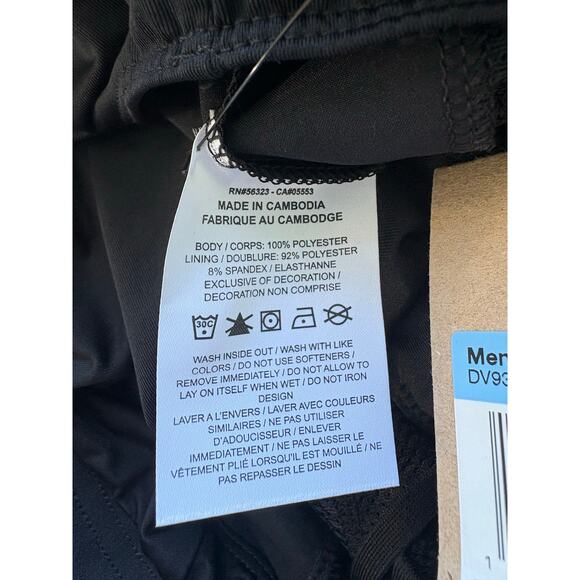 RN#56323 - CA#05553
MADE IN CAMBODIA
FABRIQUE AU CAMBODGE
BODY / CORPS: 100% POLYESTER
LINING / DOUBLURE: 92% POLYESTER
8% SPANDEX / ELASTHANNE
EXCLUSIVE OF DECORATION /
DECORATION NON COMPRISE
30C
WASH INSIDE OUT / WASH WITH LIKE
COLORS / DO NOT USE SOFTENERS /
REMOVE IMMEDIATELY / DO NOT ALLOW TO
LAY ON ITSELF WHEN WET / DO NOT IRON
DESIGN
LAVER A L'ENVERS / LAVER AVEC COULEURS
SIMILAIRES / NE PAS UTILISER
D'ADOUCISSEUR / ENLEVER
IMMEDIATEMENT / NE PAS LAISSER LE
VÊTEMENT PLIÉ LORSQU'IL EST MOUILLÉ / NE
PAS REPASSER LE DESSIN
Men
DV93
1